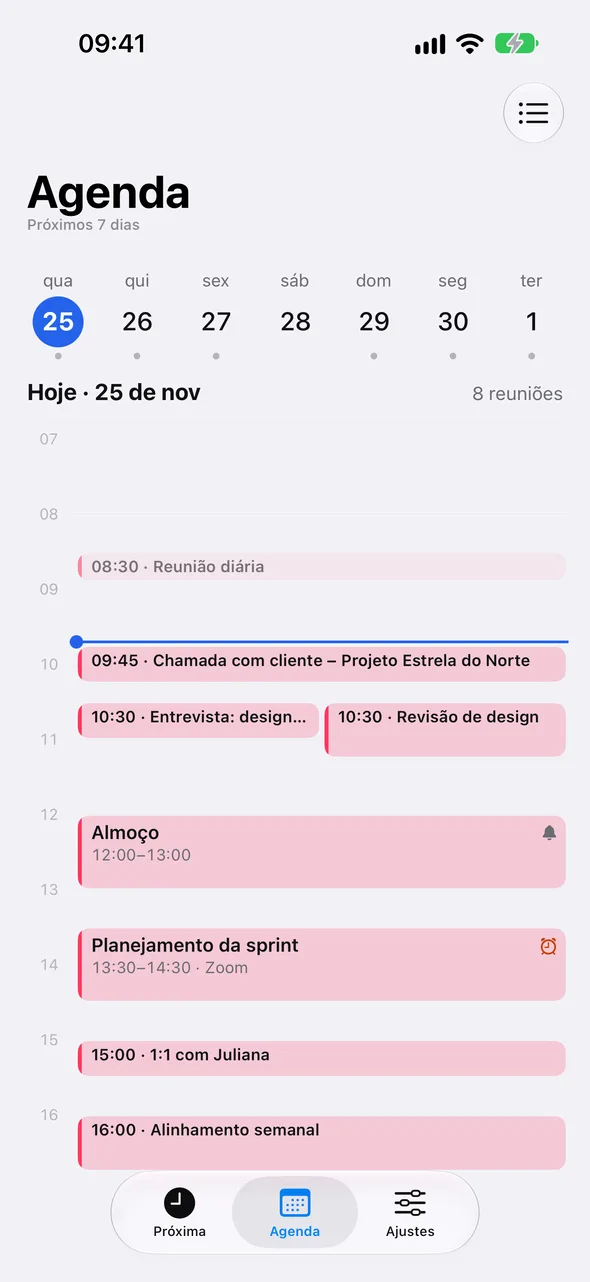 09:41
Agenda
Próximos 7 dias
qua qui sex sáb dom seg ter
25 26 27 28 29 30 1
Hoje · 25 de nov 8 reuniões
07
08
08:30 · Reunião diária
09
09:45 · Chamada com cliente – Projeto Estrela do Norte
10
10:30 · Entrevista: design... 10:30 · Revisão de design
11
12
Almoço
12:00–13:00
13
Planejamento da sprint
13:30–14:30 · Zoom
14
15
15:00 · 1:1 com Juliana
16
16:00 · Alinhamento semanal
Próxima Agenda Ajustes